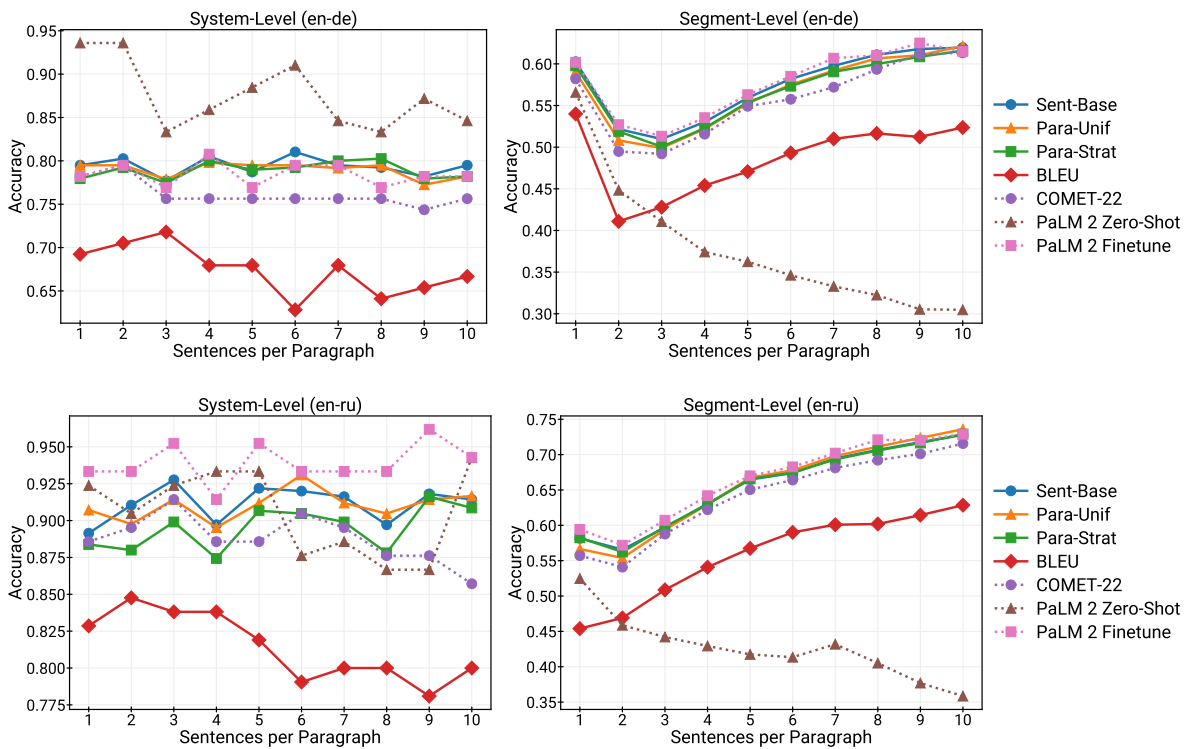 System-Level (en-de)
0.95
0.90
0.85
0.80
0.75
0.70
0.65
Accuracy
1 2 3 4 5 6 7 8 9 10
Sentences per Paragraph
Segment-Level (en-de)
0.60
0.55
0.50
0.45
0.40
0.35
0.30
Accuracy
1 2 3 4 5 6 7 8 9 10
Sentences per Paragraph
Sent-Base
Para-Unif
Para-Strat
BLEU
COMET-22
PaLM 2 Zero-Shot
PaLM 2 Finetune
System-Level (en-ru)
0.950
0.925
0.900
0.875
0.850
0.825
0.800
0.775
Accuracy
1 2 3 4 5 6 7 8 9 10
Sentences per Paragraph
Segment-Level (en-ru)
0.75
0.70
0.65
0.60
0.55
0.50
0.45
0.40
0.35
Accuracy
1 2 3 4 5 6 7 8 9 10
Sentences per Paragraph
Sent-Base
Para-Unif
Para-Strat
BLEU
COMET-22
PaLM 2 Zero-Shot
PaLM 2 Finetune